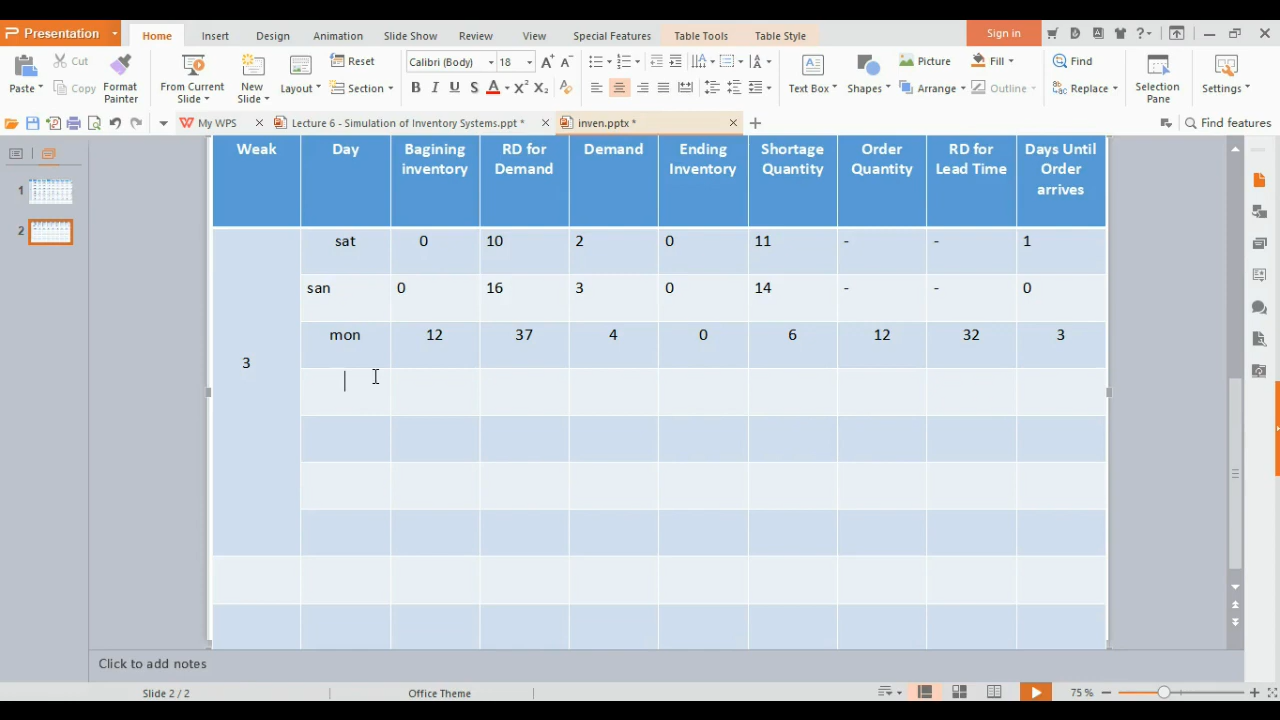 Presentation Home Insert Design Animation Slide Show Review View Special Features Table Tools Table Style Sign in
Paste Cut Copy Format Painter From Current Slide New Slide Layout Reset Section Calibri (Body) 18 Text Box Shapes Picture Arrange Fill Outline Find Replace Selection Pane Settings
B I U S A X² X₂
My WPS Lecture 6 - Simulation of Inventory Systems.ppt * inven.pptx * Find features
Weak Day Bagining inventory RD for Demand Demand Ending Inventory Shortage Quantity Order Quantity RD for Lead Time Days Until Order arrives
1
2
sat 0 10 2 0 11 - - 1
san 0 16 3 0 14 - - 0
mon 12 37 4 0 6 12 32 3
3
Click to add notes
Slide 2 / 2 Office Theme 75 %